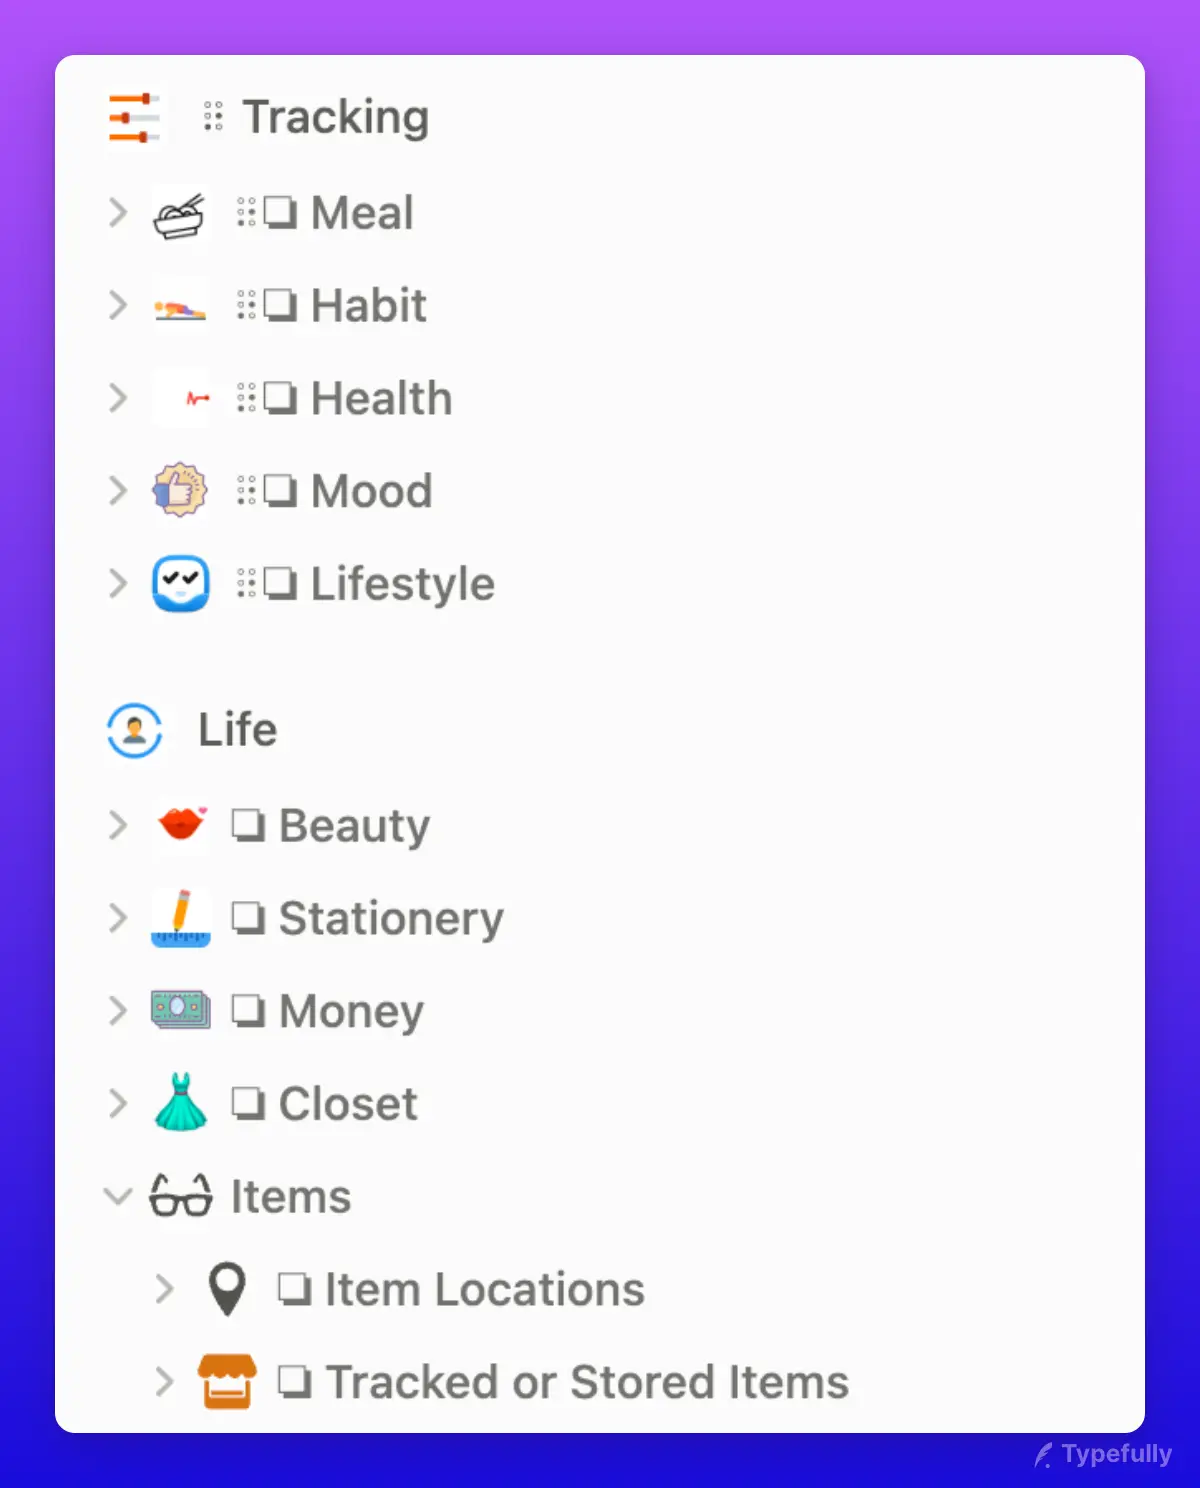 Tracking
Meal
Habit
Health
Mood
Lifestyle
Life
Beauty
Stationery
Money
Closet
Items
Item Locations
Tracked or Stored Items
Typefully